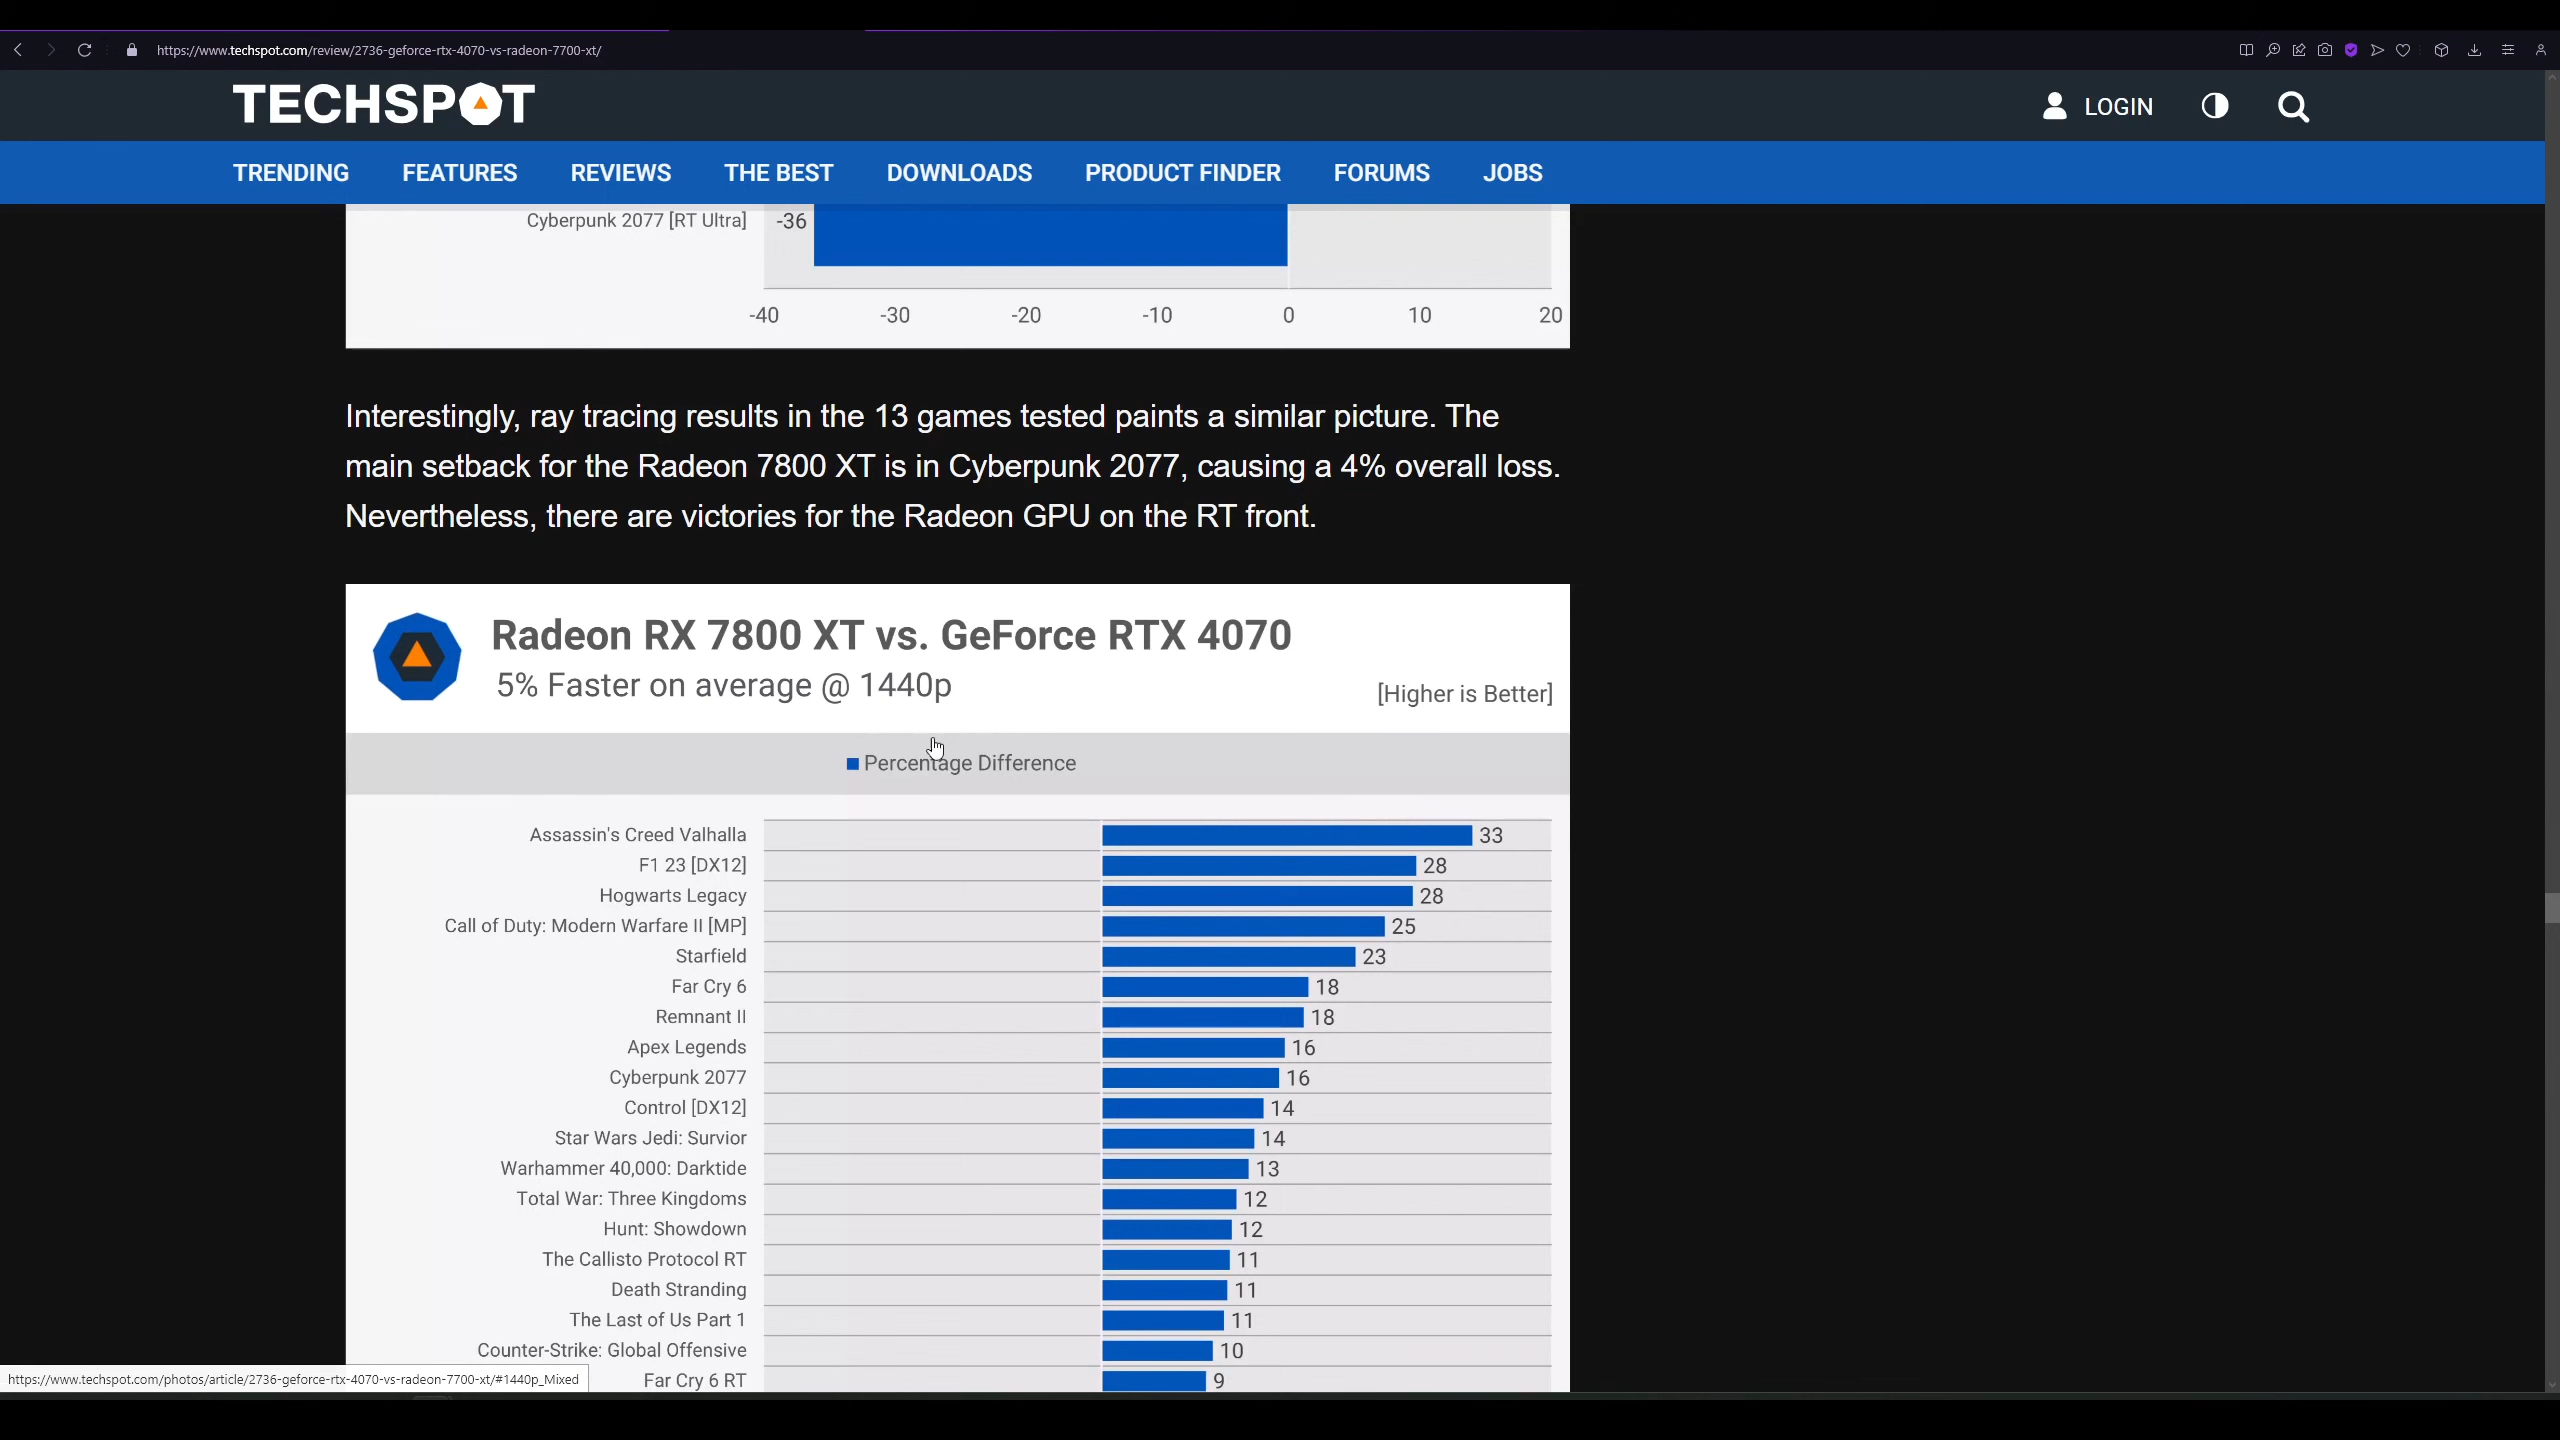 https://www.techspot.com/review/2736-geforce-rtx-4070-vs-radeon-7700-xt/
TECHSPOT
LOGIN
TRENDING FEATURES REVIEWS THE BEST DOWNLOADS PRODUCT FINDER FORUMS JOBS
Cyberpunk 2077 [RT Ultra] -36
-40 -30 -20 -10 0 10 20
Interestingly, ray tracing results in the 13 games tested paints a similar picture. The
main setback for the Radeon 7800 XT is in Cyberpunk 2077, causing a 4% overall loss.
Nevertheless, there are victories for the Radeon GPU on the RT front.
Radeon RX 7800 XT vs. GeForce RTX 4070
5% Faster on average @ 1440p
[Higher is Better]
Percentage Difference
Assassin's Creed Valhalla 33
F1 23 [DX12] 28
Hogwarts Legacy 28
Call of Duty: Modern Warfare II [MP] 25
Starfield 23
Far Cry 6 18
Remnant II 18
Apex Legends 16
Cyberpunk 2077 16
Control [DX12] 14
Star Wars Jedi: Survior 14
Warhammer 40,000: Darktide 13
Total War: Three Kingdoms 12
Hunt: Showdown 12
The Callisto Protocol RT 11
Death Stranding 11
The Last of Us Part 1 11
Counter-Strike: Global Offensive 10
Far Cry 6 RT 9
https://www.techspot.com/photos/article/2736-geforce-rtx-4070-vs-radeon-7700-xt/#1440p_Mixed